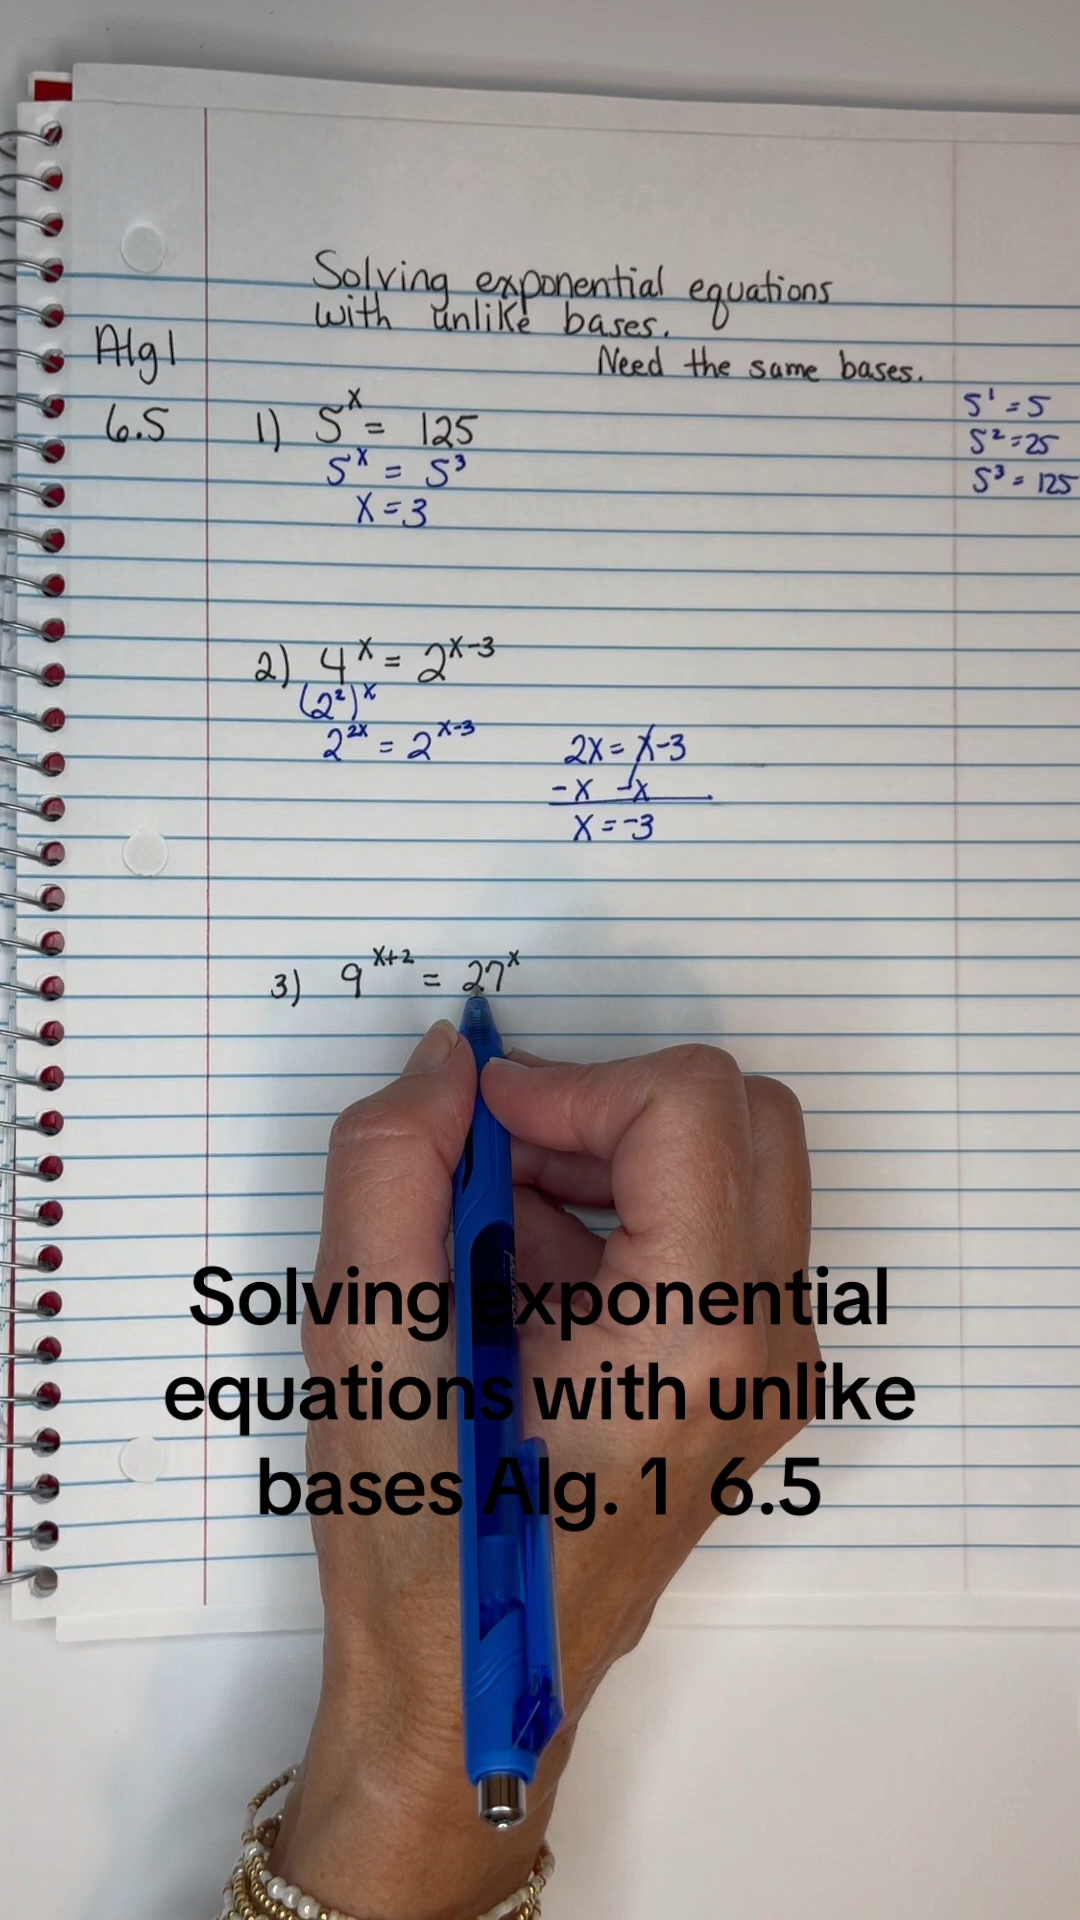 Solving exponential equations
with unlike bases.
Alg 1
Need the same bases.
6.5
1) 5^x = 125
5^x = 5³
x = 3
5¹ = 5
5² = 25
5³ = 125
2) 4^x = 2^(x-3)
(2²)^x
2^(2x) = 2^(x-3)
2x = x-3
-x -x
x = -3
3) 9^(x+2) = 27^x
Solving exponential
equations with unlike
bases Alg. 1 6.5